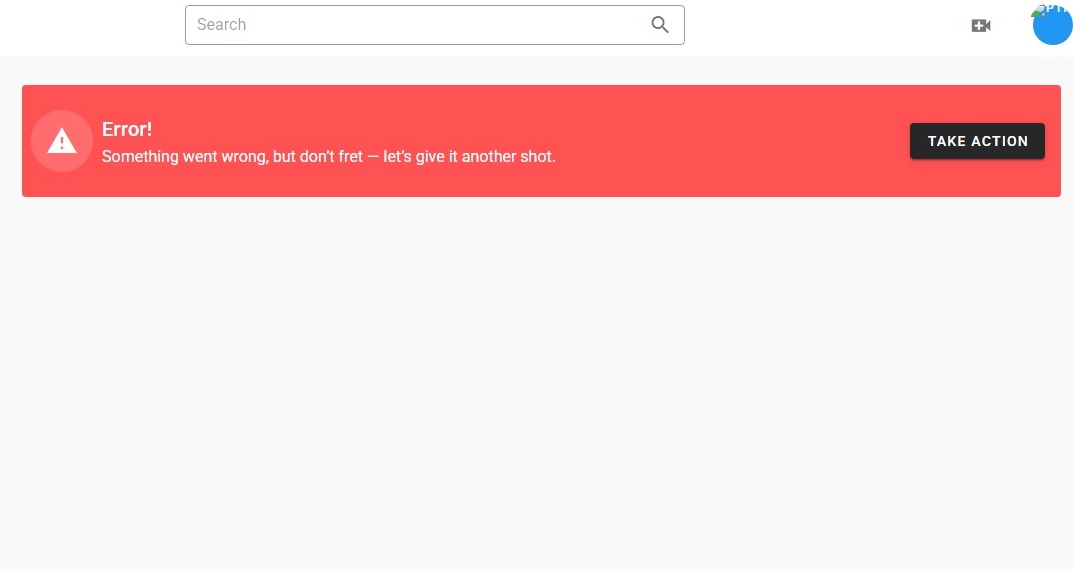 Search
Error!
Something went wrong, but don’t fret — let’s give it another shot.
TAKE ACTION